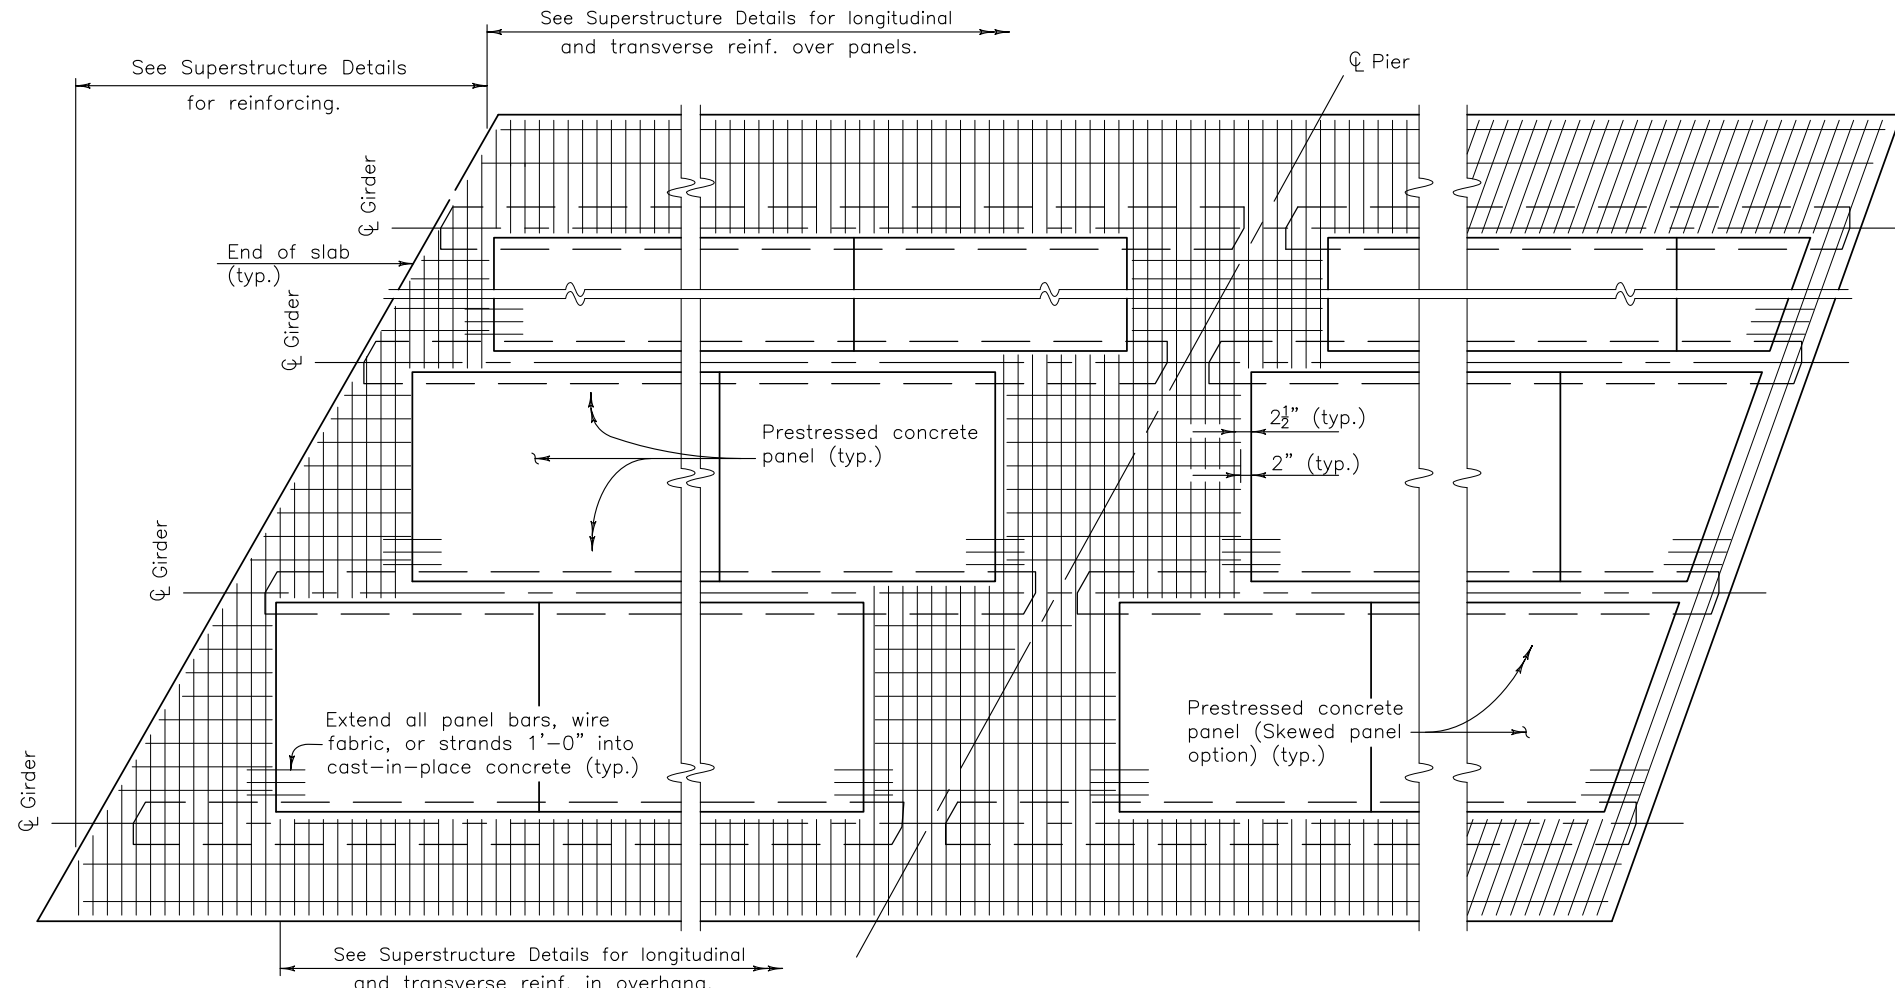 See Superstructure Details for longitudinal
and transverse reinf. over panels.
See Superstructure Details
for reinforcing.
℄ Pier
℄ Girder
End of slab
(typ.)
℄ Girder
2½" (typ.)
Prestressed concrete
panel (typ.)
2" (typ.)
℄ Girder
Prestressed concrete
panel (Skewed panel
option) (typ.)
Extend all panel bars, wire
fabric, or strands 1'-0" into
cast-in-place concrete (typ.)
℄ Girder
See Superstructure Details for longitudinal
and transverse reinf. in overhang.